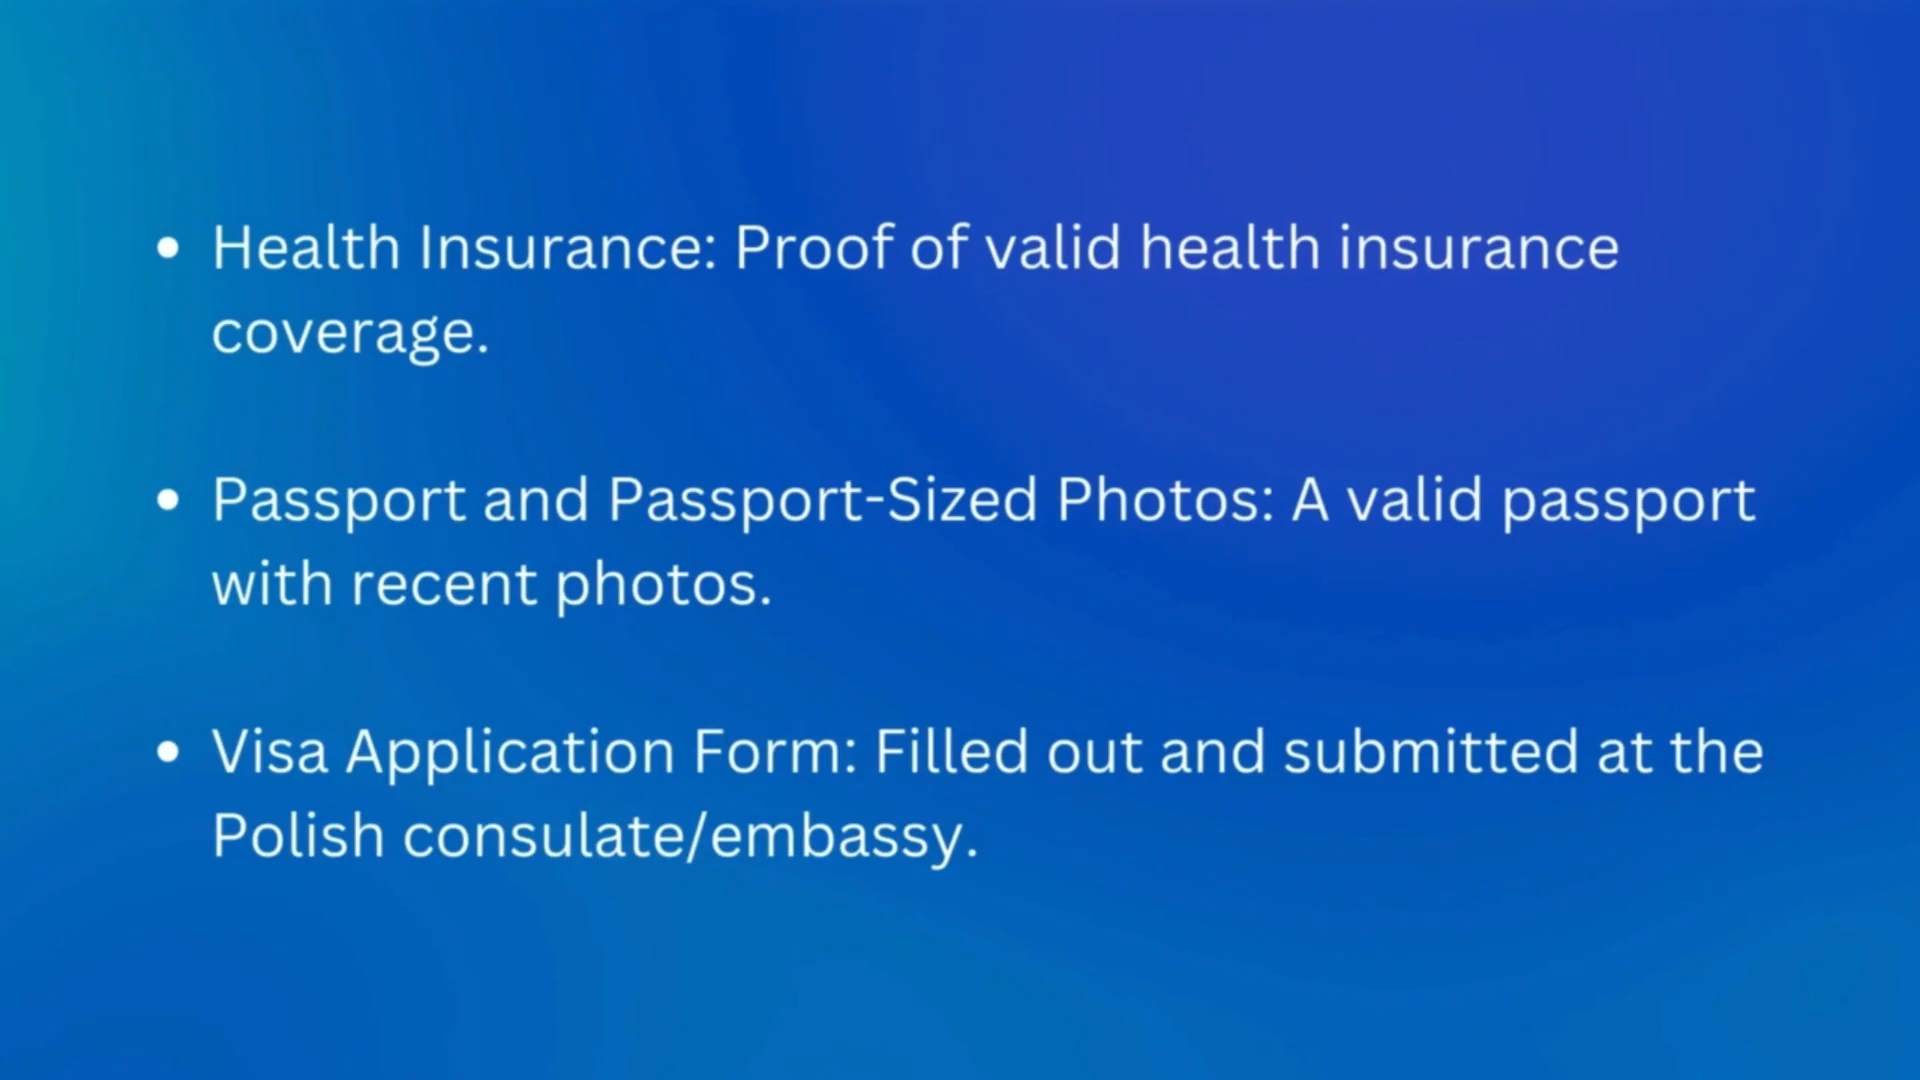 • Health Insurance: Proof of valid health insurance
coverage.
• Passport and Passport-Sized Photos: A valid passport
with recent photos.
• Visa Application Form: Filled out and submitted at the
Polish consulate/embassy.